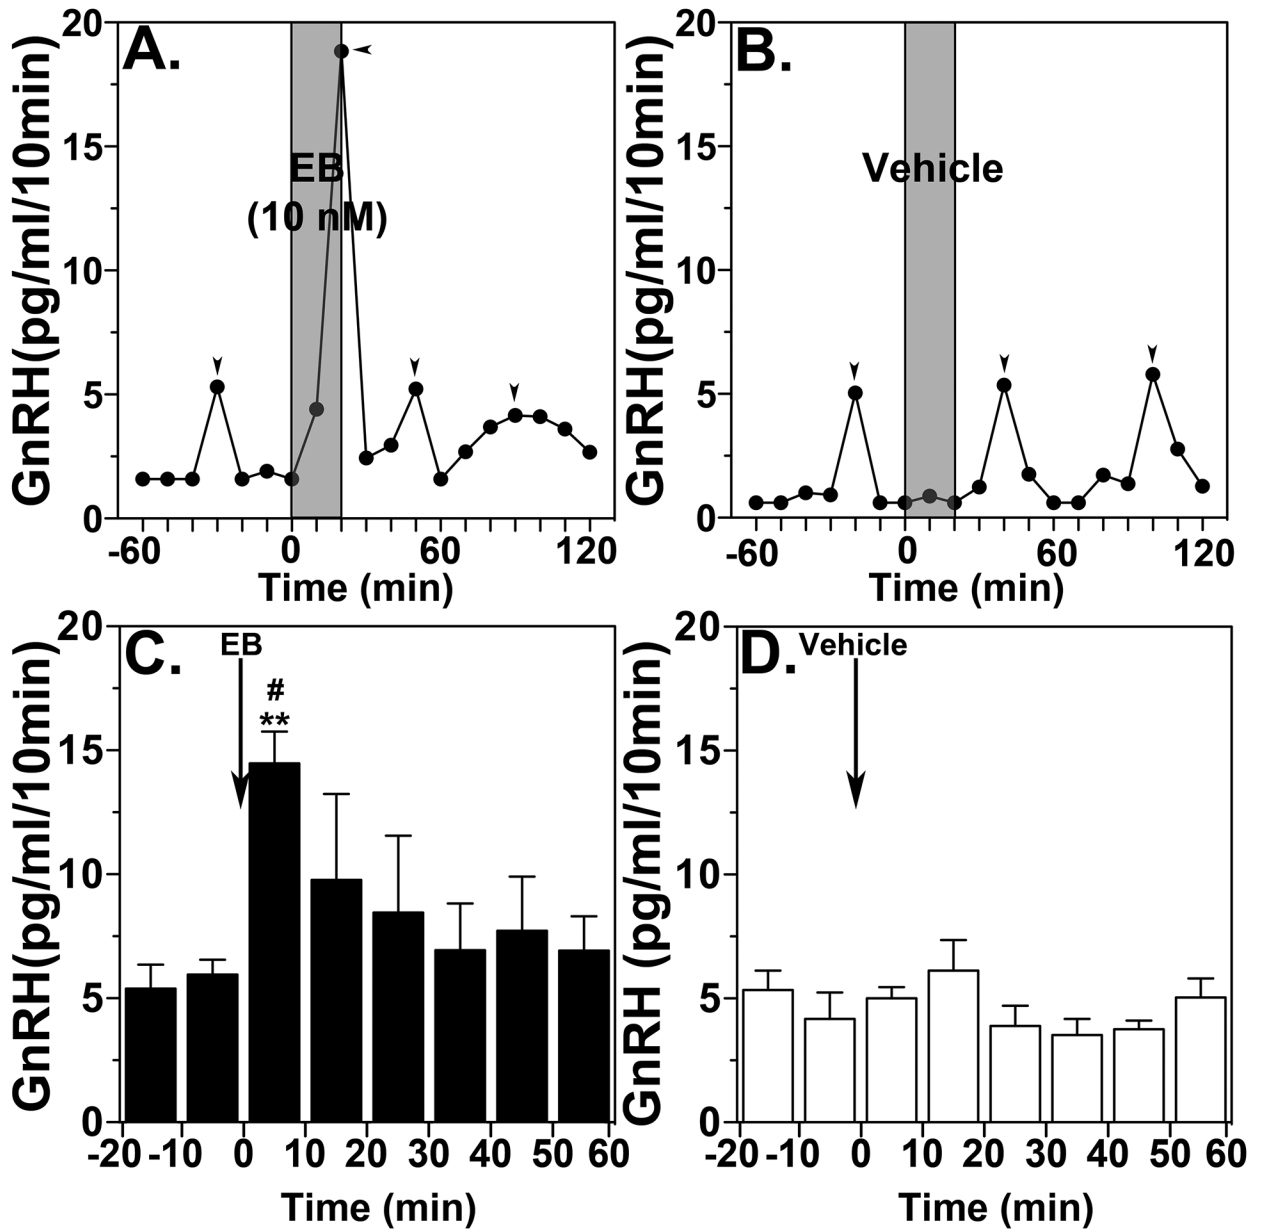 A.
GnRH(pg/ml/10min)
20
15
10
5
0
EB
(10 nM)
-60
0
60
120
Time (min)
B.
GnRH(pg/ml/10min)
20
15
10
5
0
Vehicle
-60
0
60
120
Time (min)
C.
GnRH(pg/ml/10min)
20
15
10
5
0
EB
#
**
-20 -10 0 10 20 30 40 50 60
Time (min)
D.
GnRH (pg/ml/10min)
20
15
10
5
0
Vehicle
-20 -10 0 10 20 30 40 50 60
Time (min)